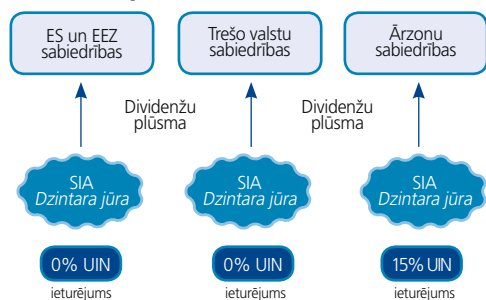 ES un EEZ
sabiedrības
Trešo valstu
sabiedrības
Ārzonu
sabiedrības
Dividenžu
plūsma
Dividenžu
plūsma
SIA
Dzintara jūra
SIA
Dzintara jūra
SIA
Dzintara jūra
0% UIN
0% UIN
15% UIN
ieturējums
ieturējums
ieturējums